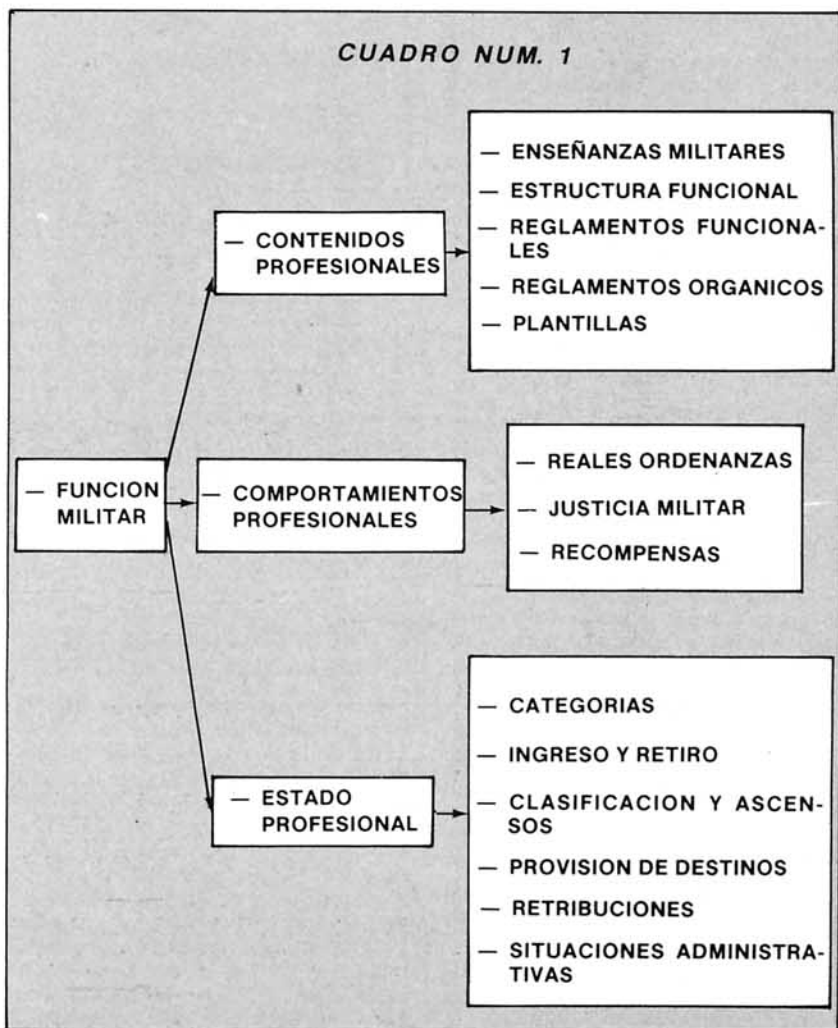 CUADRO NUM. 1
— ENSEÑANZAS MILITARES
— ESTRUCTURA FUNCIONAL
— REGLAMENTOS FUNCIONA-
LES
— REGLAMENTOS ORGANICOS
— PLANTILLAS
— CONTENIDOS
PROFESIONALES
— FUNCION
MILITAR
— COMPORTAMIENTOS
PROFESIONALES
— REALES ORDENANZAS
— JUSTICIA MILITAR
— RECOMPENSAS
— ESTADO
PROFESIONAL
— CATEGORIAS
— INGRESO Y RETIRO
— CLASIFICACION Y ASCEN-
SOS
— PROVISION DE DESTINOS
— RETRIBUCIONES
— SITUACIONES ADMINISTRA-
TIVAS